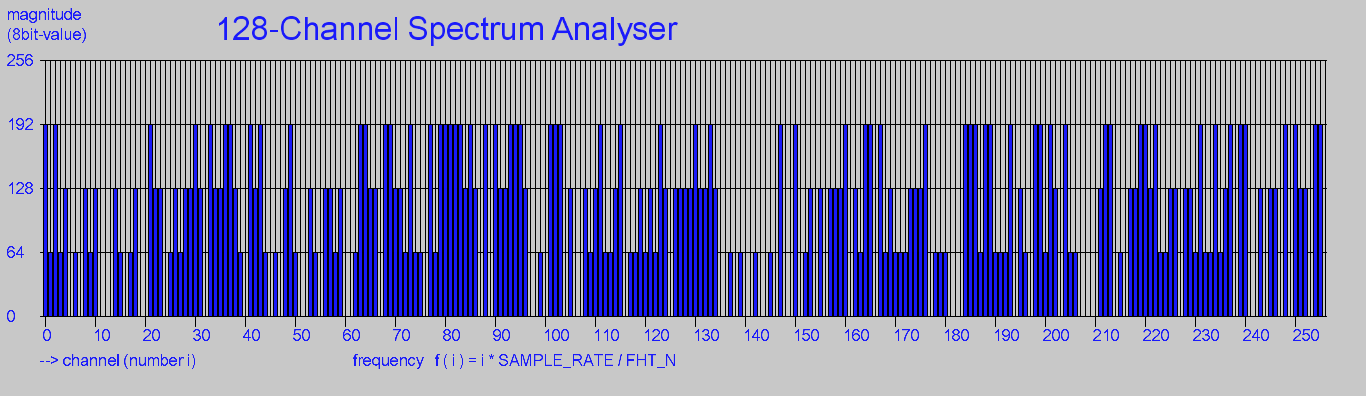 magnitude
(8bit-value)
128-Channel Spectrum Analyser
256
192
128
64
0
0 10 20 30 40 50 60 70 80 90 100 110 120 130 140 150 160 170 180 190 200 210 220 230 240 250
--> channel (number i)
frequency f ( i ) = i * SAMPLE_RATE / FHT_N